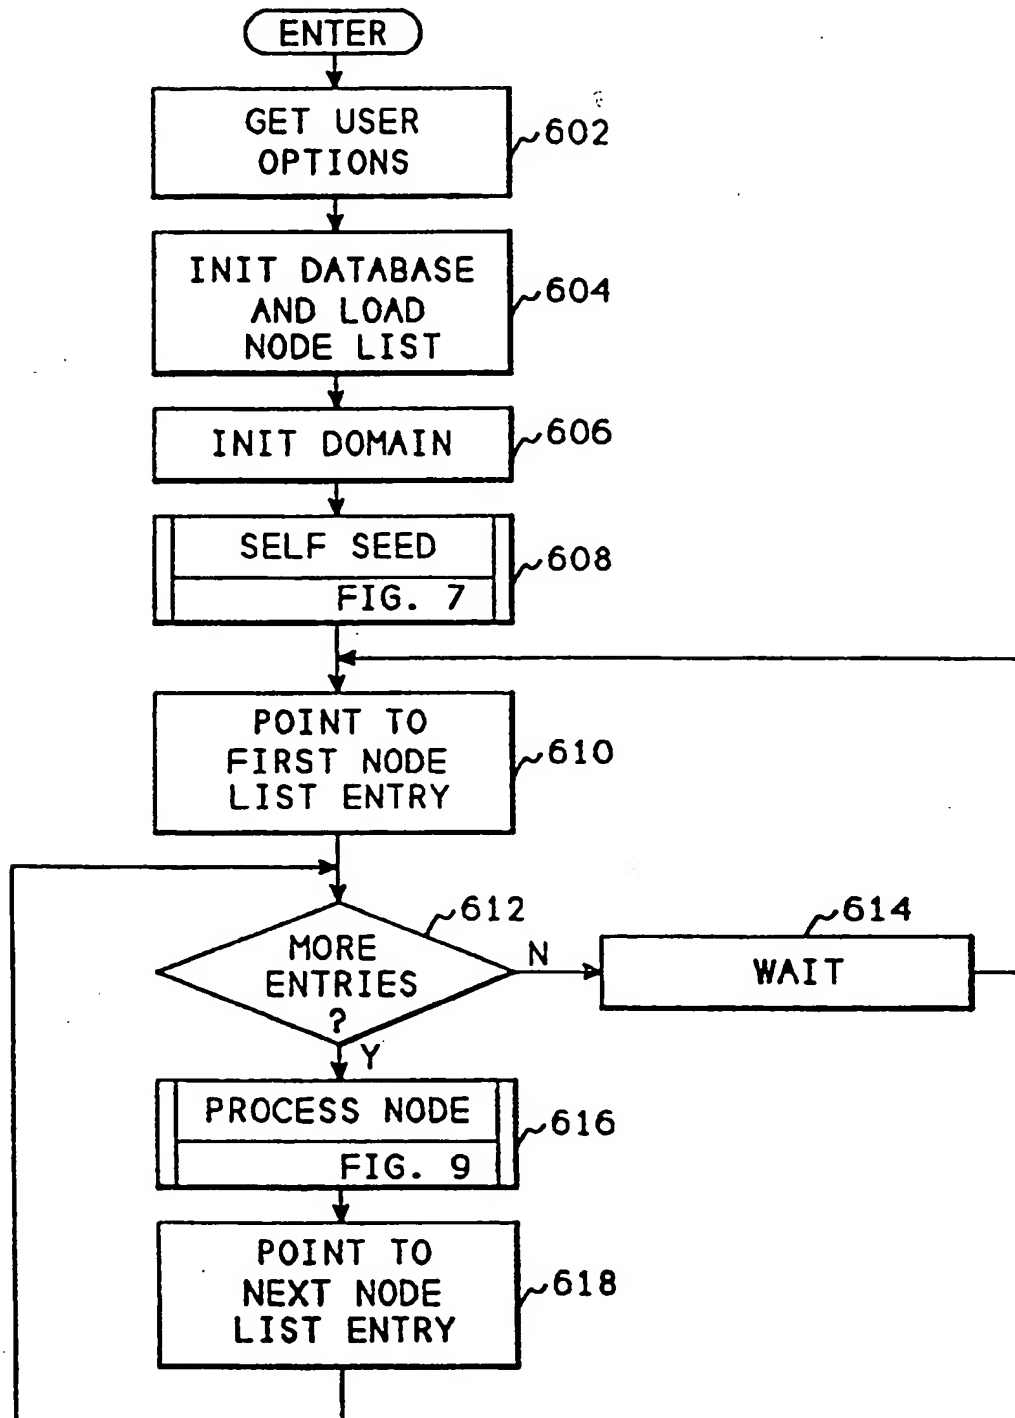 ENTER
GET USER
OPTIONS
602
INIT DATABASE
AND LOAD
NODE LIST
604
INIT DOMAIN
606
SELF SEED
FIG. 7
608
POINT TO
FIRST NODE
LIST ENTRY
610
MORE
ENTRIES
?
612
N
WAIT
614
Y
PROCESS NODE
FIG. 9
616
POINT TO
NEXT NODE
LIST ENTRY
618